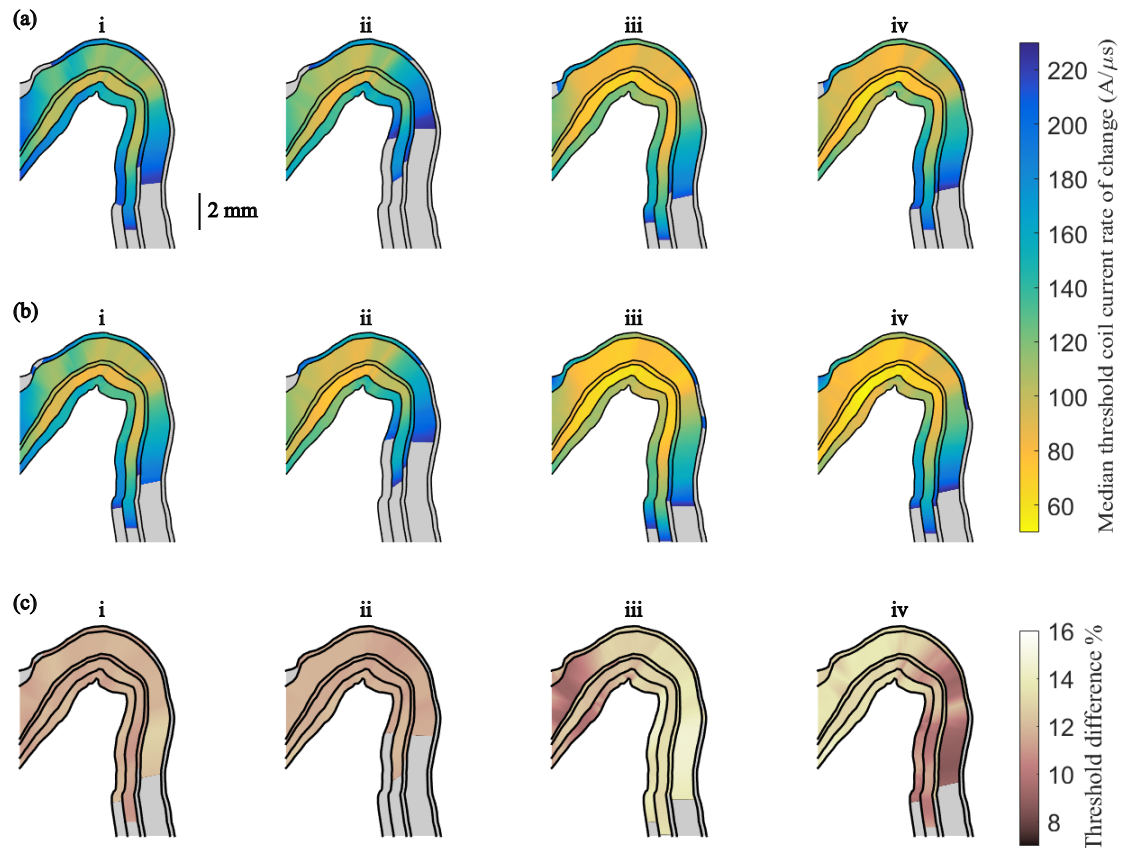 (a)
i
ii
iii
iv
2 mm
220
200
180
160
140
120
100
80
60
Median threshold coil current rate of change (A/μs)
(b)
i
ii
iii
iv
(c)
i
ii
iii
iv
16
14
12
10
8
Threshold difference %